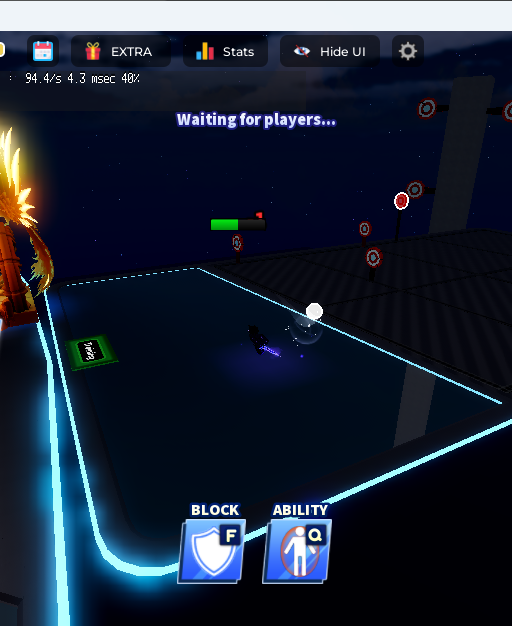 EXTRA
Stats
Hide UI
: 94.4/s 4.3 msec 40%
Waiting for players...
BLOCK
ABILITY
F
Q